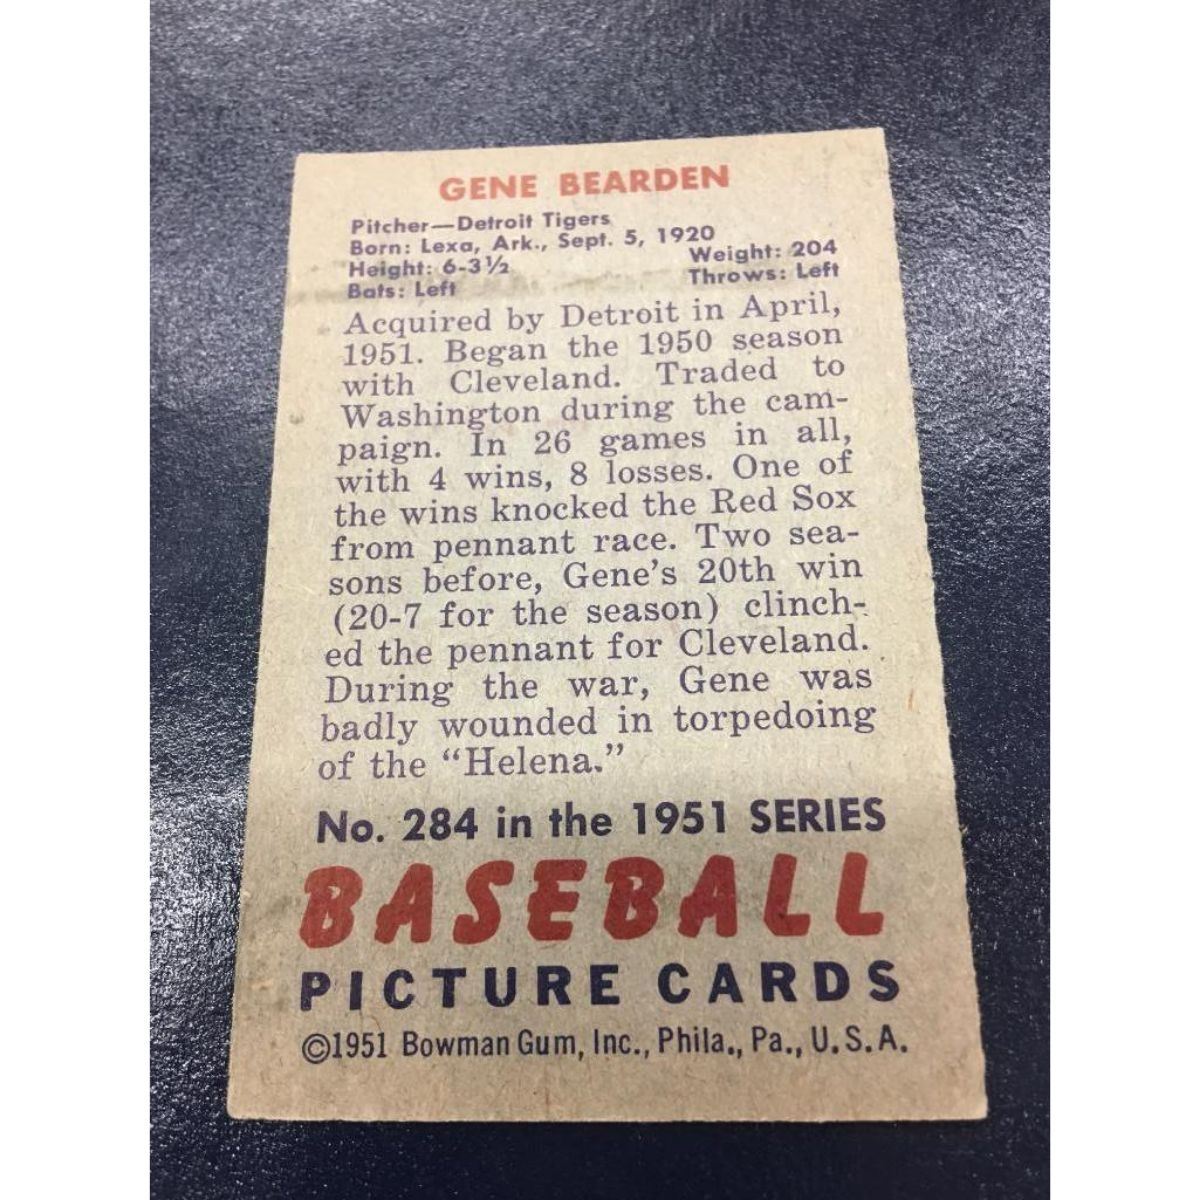 GENE BEARDEN
Pitcher—Detroit Tigers
Born: Lexa, Ark., Sept. 5, 1920
Height: 6-3½ Weight: 204
Bats: Left Throws: Left
Acquired by Detroit in April,
1951. Began the 1950 season
with Cleveland. Traded to
Washington during the cam-
paign. In 26 games in all,
with 4 wins, 8 losses. One of
the wins knocked the Red Sox
from pennant race. Two sea-
sons before, Gene's 20th win
(20-7 for the season) clinch-
ed the pennant for Cleveland.
During the war, Gene was
badly wounded in torpedoing
of the "Helena."
No. 284 in the 1951 SERIES
BASEBALL
PICTURE CARDS
©1951 Bowman Gum, Inc., Phila., Pa., U.S.A.